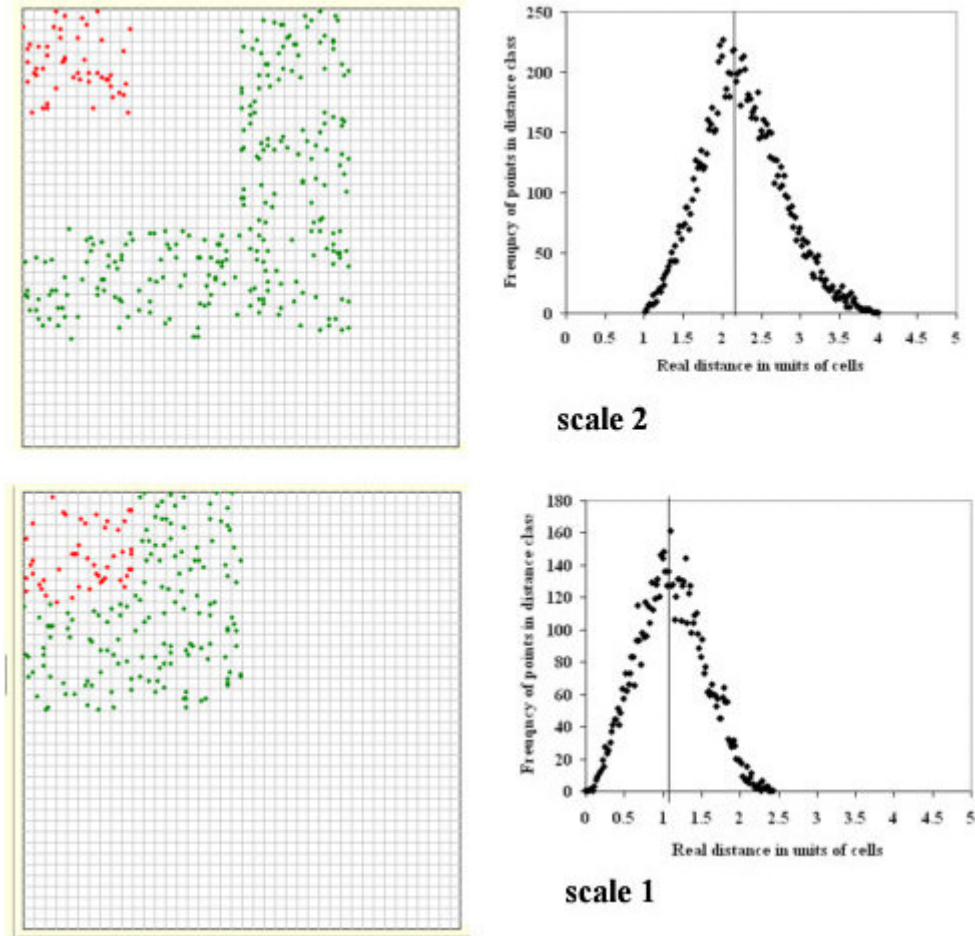 250
200
150
100
50
0
Freuqncy of points in distance class
0 0.5 1 1.5 2 2.5 3 3.5 4 4.5 5
Real distance in units of cells
scale 2
180
160
140
120
100
80
60
40
20
0
Freuqncy of points in distance class
0 0.5 1 1.5 2 2.5 3 3.5 4 4.5 5
Real distance in units of cells
scale 1